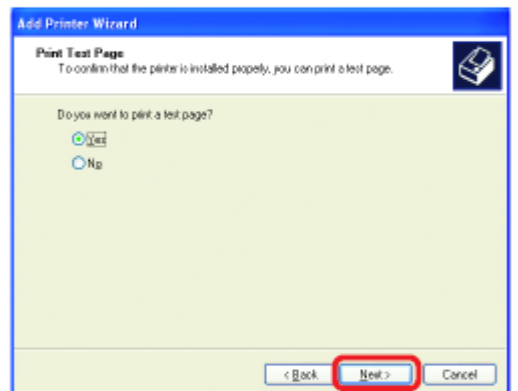 Add Printer Wizard
Print Test Page
To confirm that the printer is installed properly, you can print a test page.
Do you want to print a test page?
Yes
No
< Back
Next >
Cancel